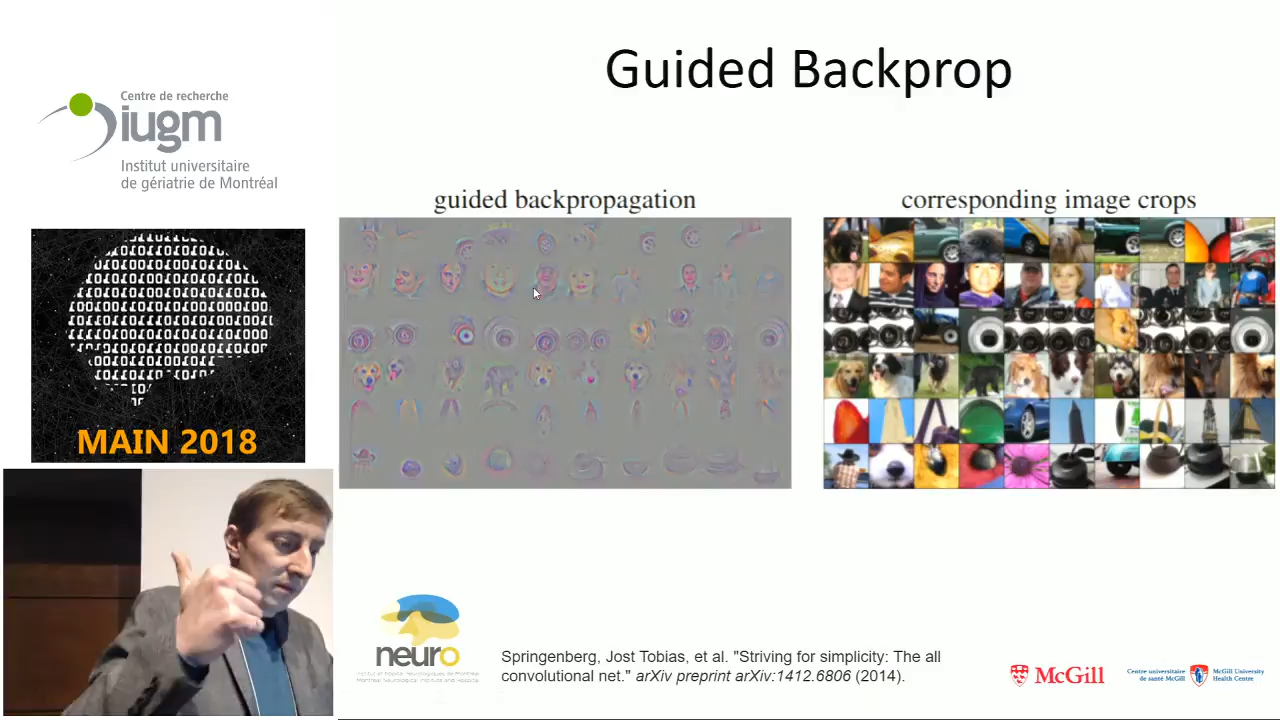 Guided Backprop
Centre de recherche
iugm
Institut universitaire
de gériatrie de Montréal
guided backpropagation
corresponding image crops
MAIN 2018
neuro
Springenberg, Jost Tobias, et al. "Striving for simplicity: The all
convolutional net." arXiv preprint arXiv:1412.6806 (2014).
McGill
Centre universitaire
de santé McGill
McGill University
Health Centre